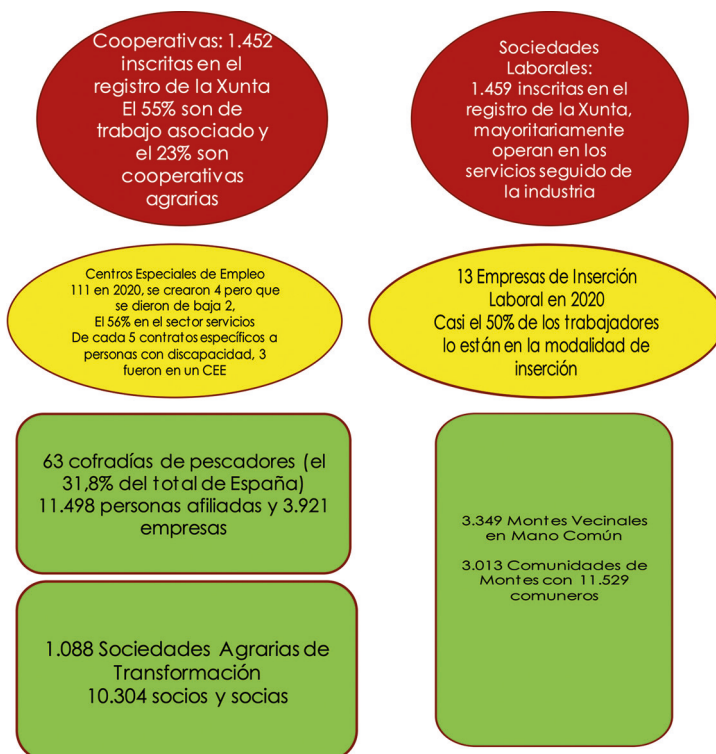 Cooperativas: 1.452
inscritas en el
registro de la Xunta
El 55% son de
trabajo asociado y
el 23% son
cooperativas
agrarias
Sociedades
Laborales:
1.459 inscritas en el
registro de la Xunta,
mayoritariamente
operan en los
servicios seguido de
la industria
Centros Especiales de Empleo
111 en 2020, se crearon 4 pero que
se dieron de baja 2,
El 56% en el sector servicios
De cada 5 contratos específicos a
personas con discapacidad, 3
fueron en un CEE
13 Empresas de Inserción
Laboral en 2020
Casi el 50% de los trabajadores
lo están en la modalidad de
inserción
63 cofradías de pescadores (el
31,8% del total de España)
11.498 personas afiliadas y 3.921
empresas
3.349 Montes Vecinales
en Mano Común
3.013 Comunidades de
Montes con 11.529
comuneros
1.088 Sociedades Agrarias de
Transformación
10.304 socios y socias